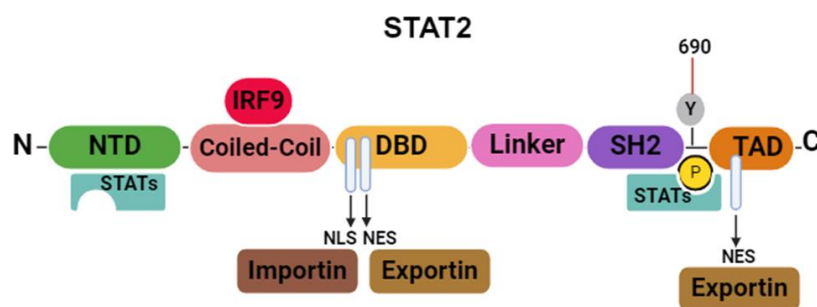 STAT2
690
IRF9
Y
N NTD Coiled-Coil DBD Linker SH2 TAD C
P
STATs
STATs
NLS NES
NES
Importin Exportin
Exportin